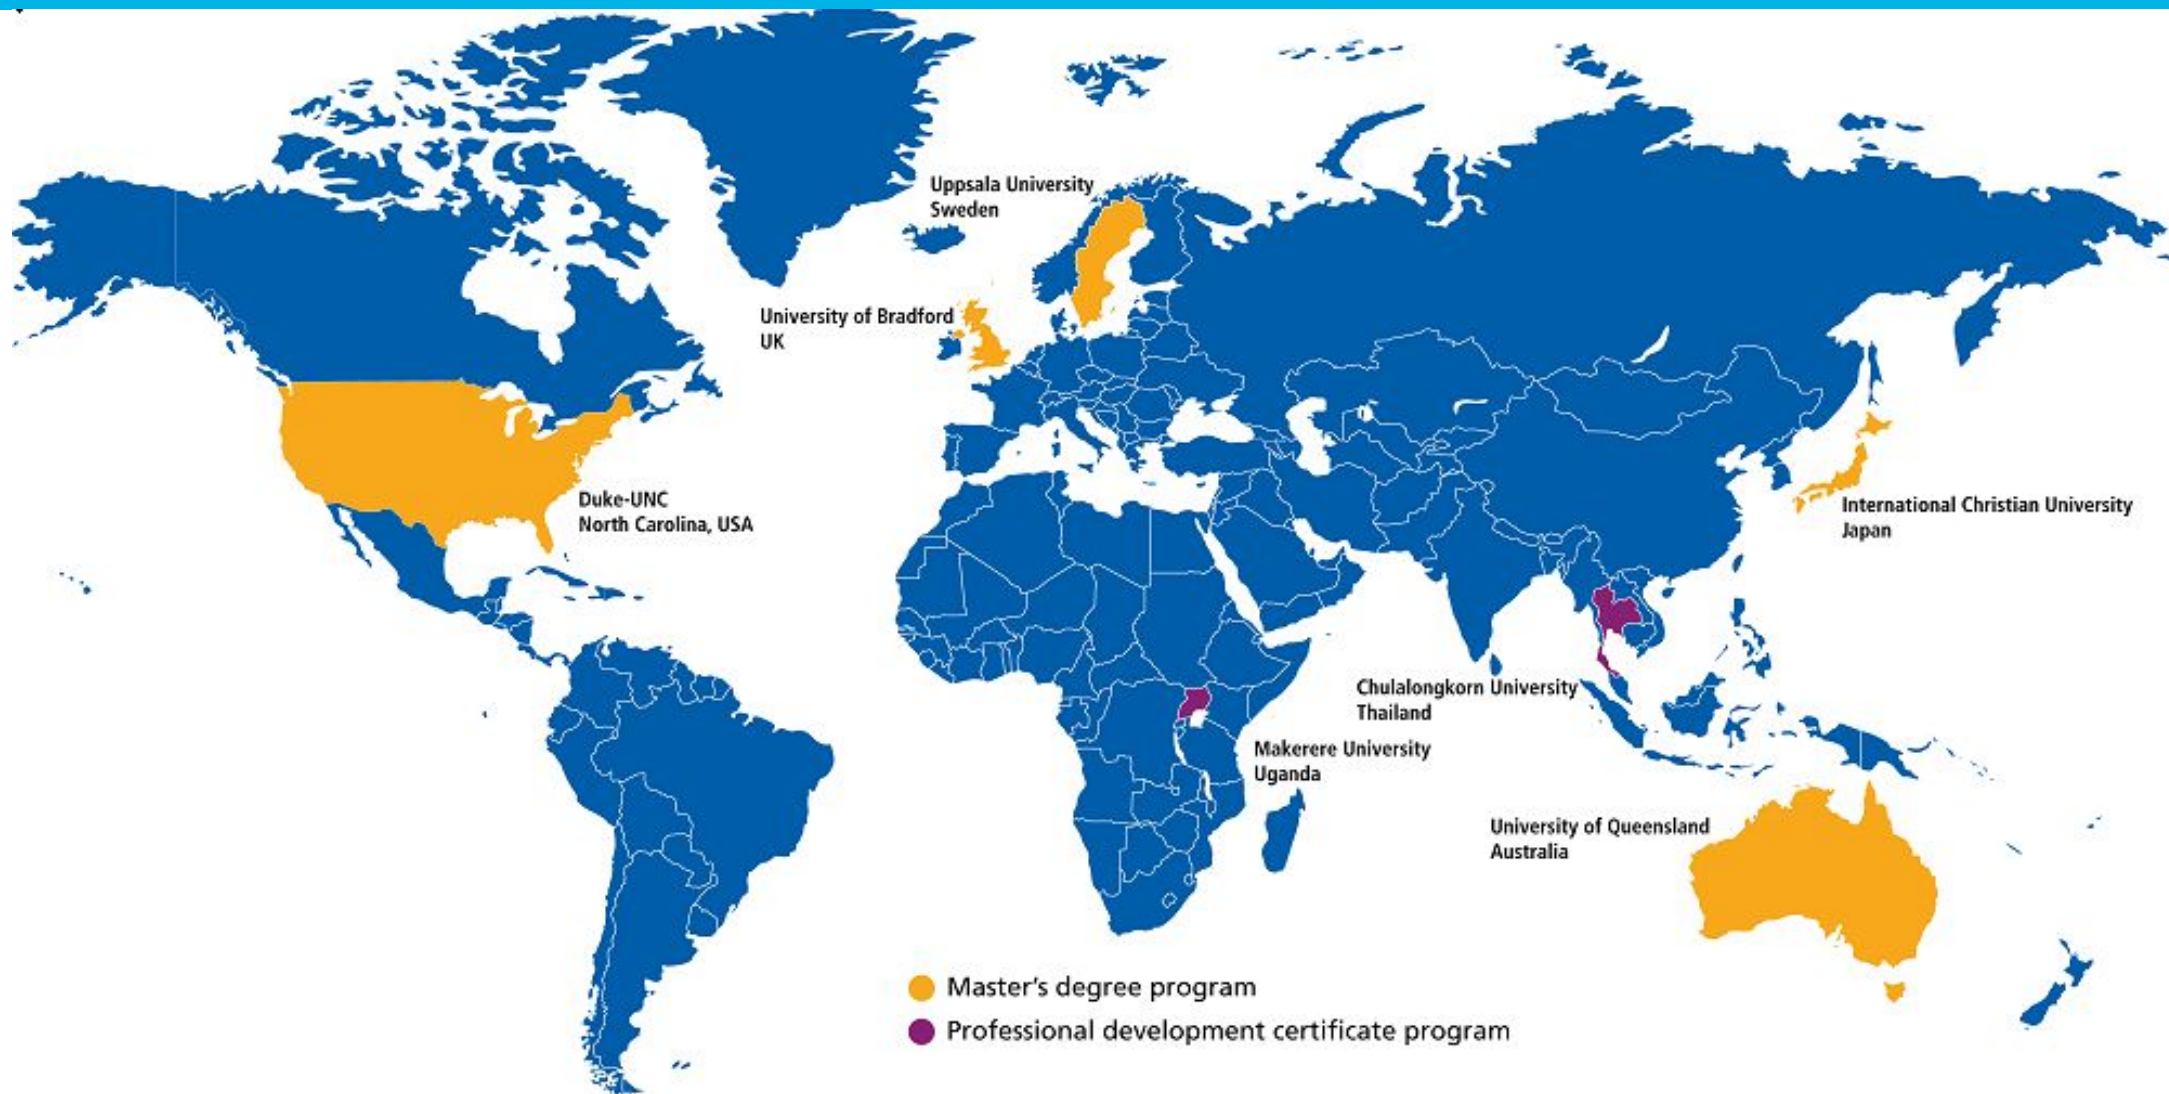 Uppsala University
Sweden
University of Bradford
UK
Duke-UNC
North Carolina, USA
International Christian University
Japan
Chulalongkorn University
Thailand
Makerere University
Uganda
University of Queensland
Australia
Master's degree program
Professional development certificate program